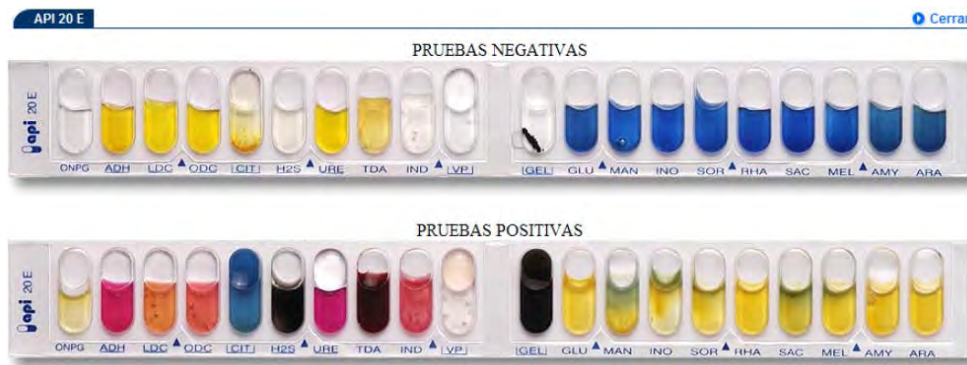 API 20 E
Cerrar
PRUEBAS NEGATIVAS
api 20 E
ONPG ADH LDC ODC CIT H2S URE TDA IND VP GEL GLU MAN INO SOR RHA SAC MEL AMY ARA
PRUEBAS POSITIVAS
api 20 E
ONPG ADH LDC ODC CIT H2S URE TDA IND VP GEL GLU MAN INO SOR RHA SAC MEL AMY ARA